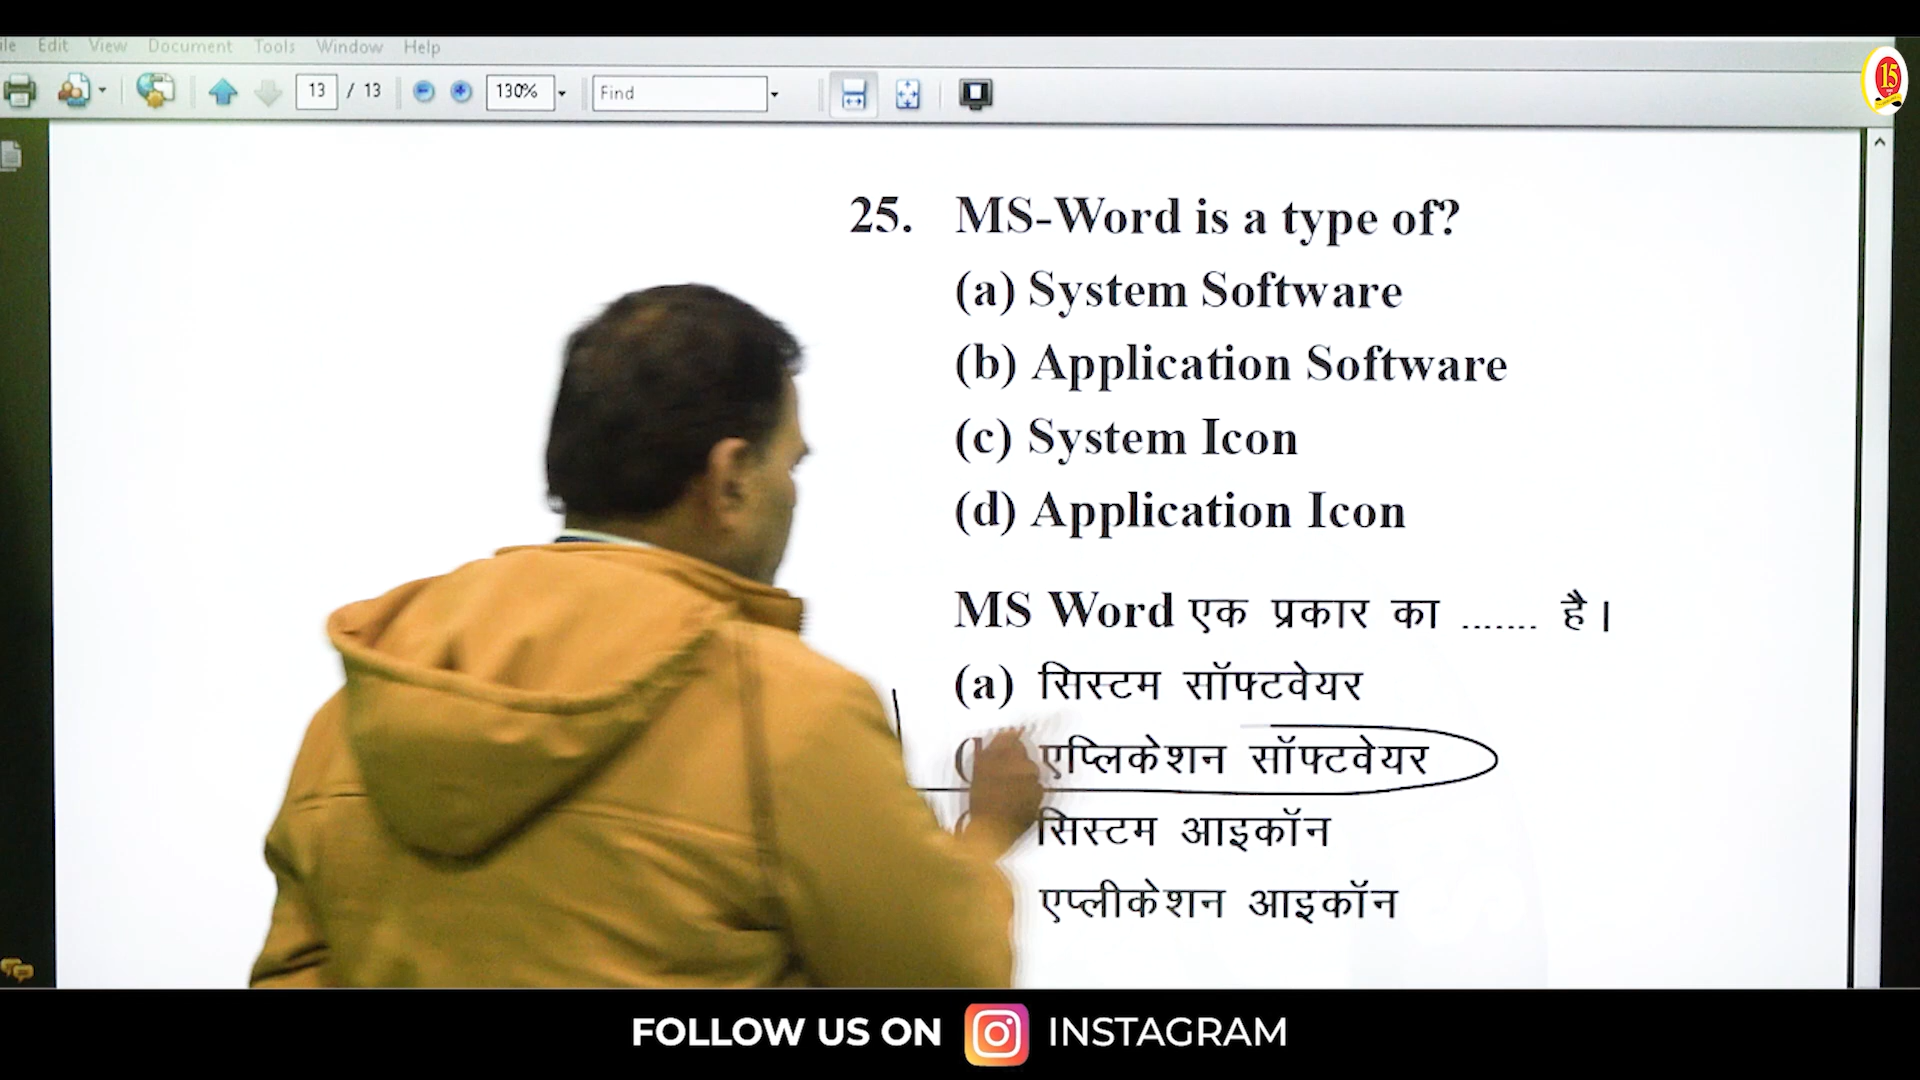 Edit View Document Tools Window Help
13 / 13 130% Find
15
25. MS-Word is a type of?
(a) System Software
(b) Application Software
(c) System Icon
(d) Application Icon
MS Word एक प्रकार का ....... है।
(a) सिस्टम सॉफ्टवेयर
एप्लिकेशन सॉफ्टवेयर
सिस्टम आइकॉन
एप्लीकेशन आइकॉन
FOLLOW US ON INSTAGRAM